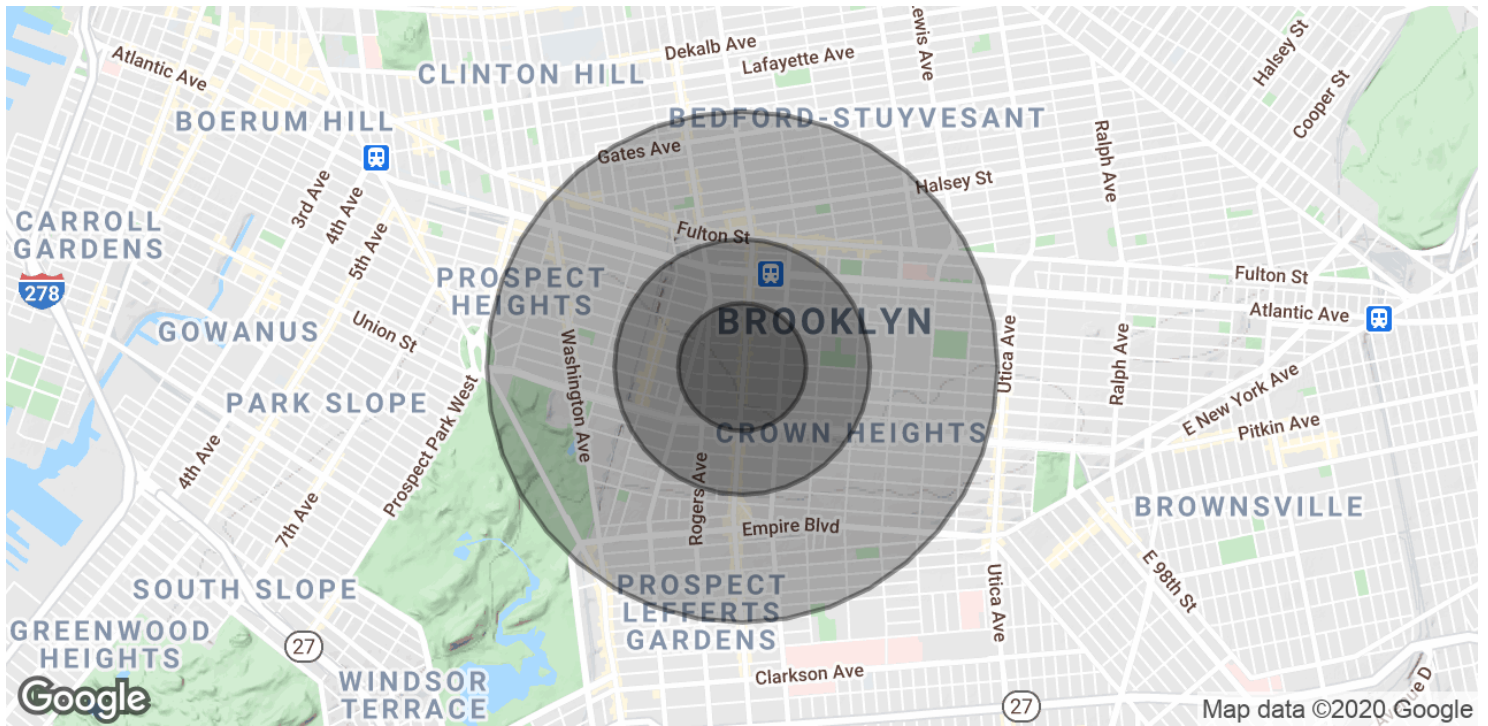 Lewis Ave
Halsey St
Dekalb Ave
Atlantic Ave
Lafayette Ave
CLINTON HILL
Cooper St
BOERUM HILL
BEDFORD-STUYVESANT
Gates Ave
Ralph Ave
Halsey St
3rd Ave
4th Ave
CARROLL
GARDENS
5th Ave
Fulton St
PROSPECT
HEIGHTS
Fulton St
278
Atlantic Ave
BROOKLYN
GOWANUS
Union St
Utica Ave
Washington Ave
Ralph Ave
E New York Ave
PARK SLOPE
Prospect Park West
Pitkin Ave
CROWN HEIGHTS
4th Ave
Rogers Ave
7th Ave
BROWNSVILLE
Empire Blvd
E 98th St
SOUTH SLOPE
PROSPECT
LEFFERTS
GARDENS
Utica Ave
GREENWOOD
HEIGHTS
27
Clarkson Ave
WINDSOR
TERRACE
Google
27
Map data ©2020 Google